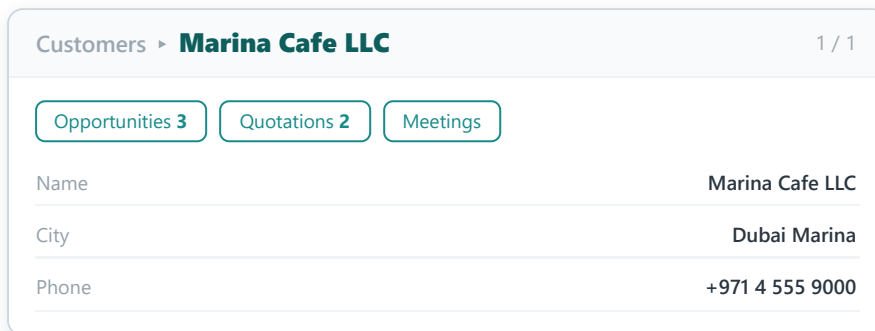 Customers ▸ Marina Cafe LLC 1 / 1
Opportunities 3 Quotations 2 Meetings
Name Marina Cafe LLC
City Dubai Marina
Phone +971 4 555 9000